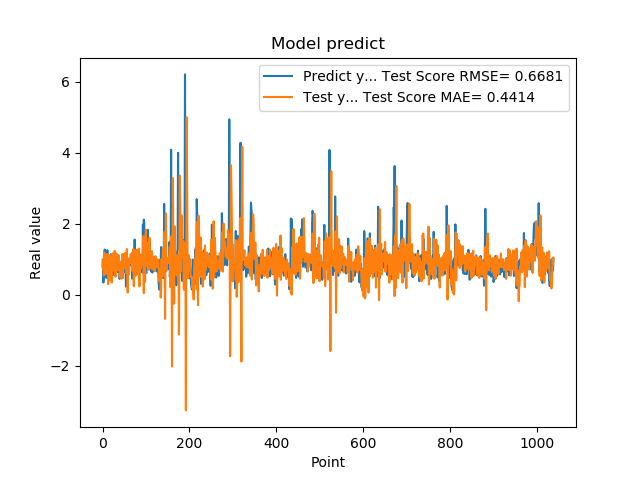 Model predict
Predict y... Test Score RMSE= 0.6681
Test y... Test Score MAE= 0.4414
Real value
6
4
2
0
−2
0 200 400 600 800 1000
Point